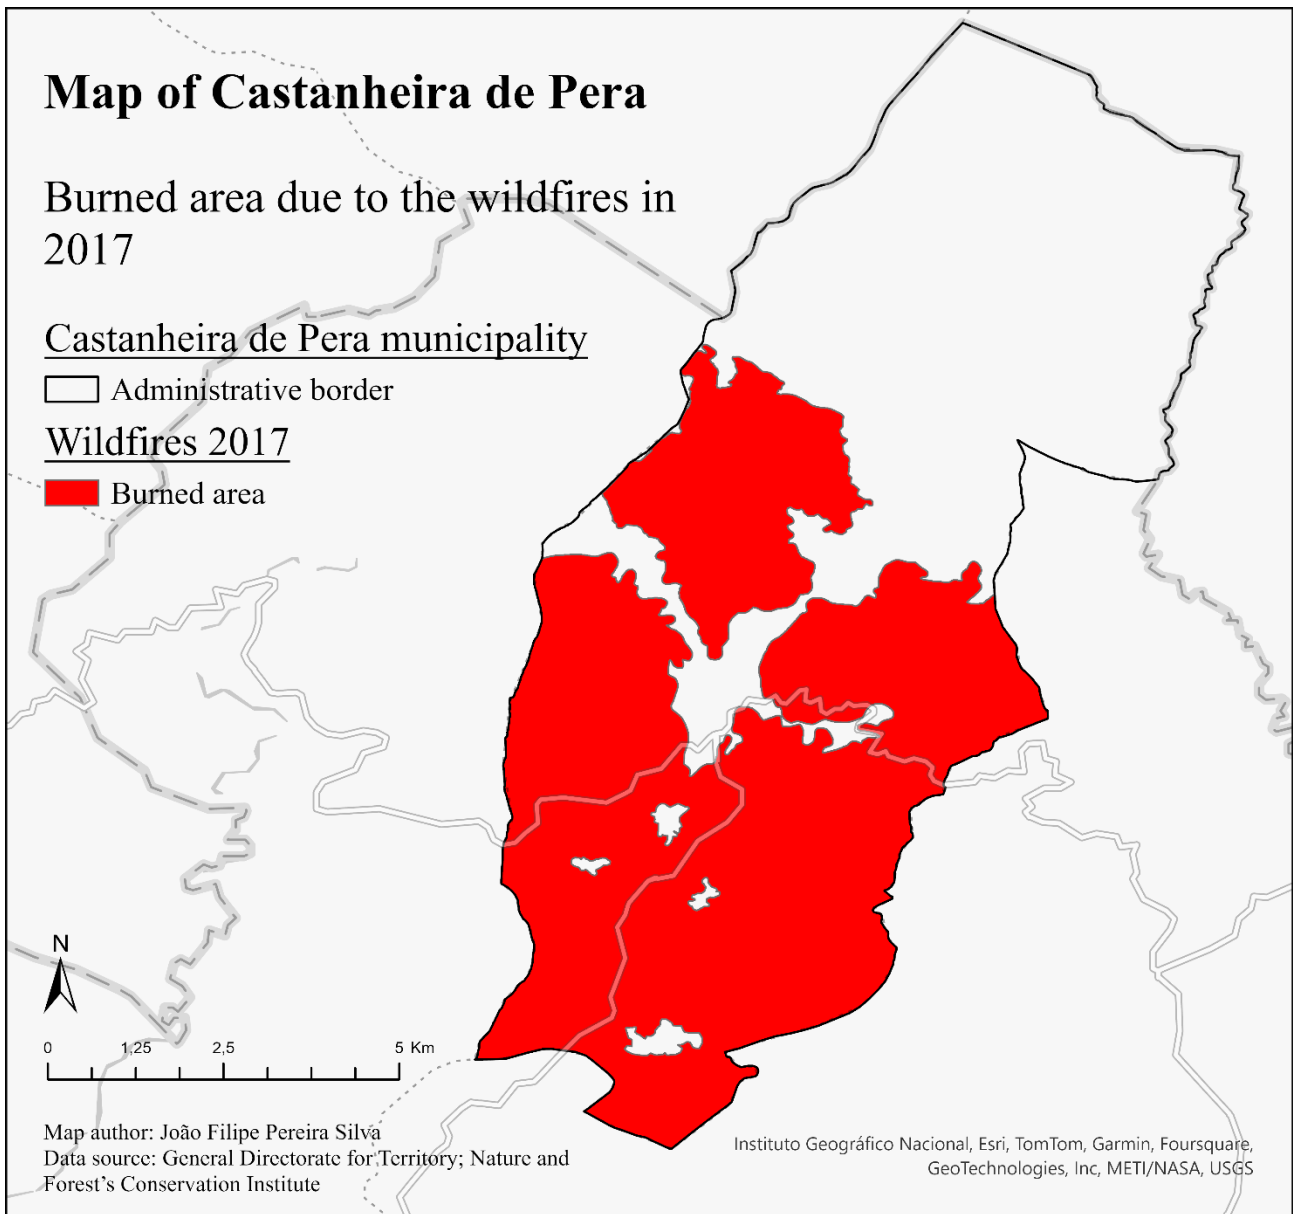 Map of Castanheira de Pera
Burned area due to the wildfires in
2017
Castanheira de Pera municipality
Administrative border
Wildfires 2017
Burned area
N
0 1,25 2,5 5 Km
Map author: João Filipe Pereira Silva
Data source: General Directorate for Territory; Nature and
Forest's Conservation Institute
Instituto Geográfico Nacional, Esri, TomTom, Garmin, Foursquare,
GeoTechnologies, Inc, METI/NASA, USGS